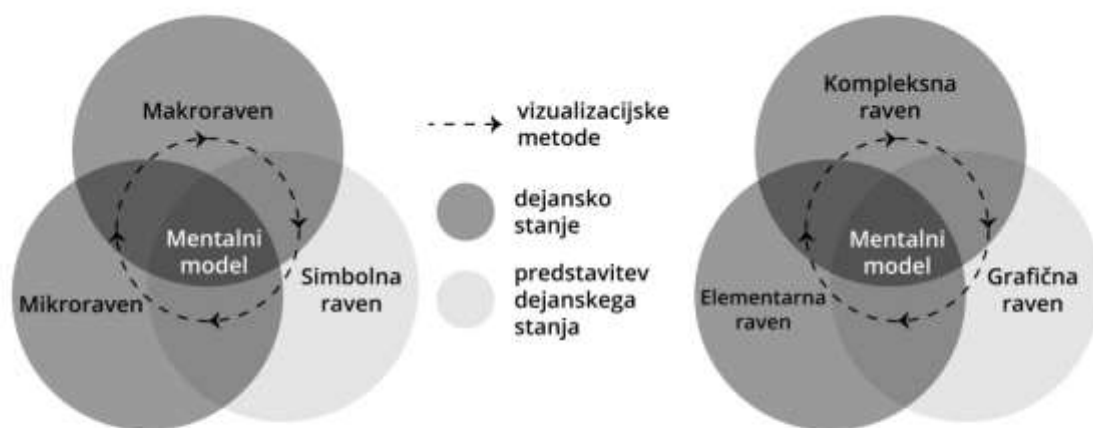 Makroraven
Mentalni
model
Mikroraven
Simbolna
raven
vizualizacijske
metode
dejansko
stanje
predstavitev
dejanskega
stanja
Kompleksna
raven
Mentalni
model
Elementarna
raven
Grafična
raven